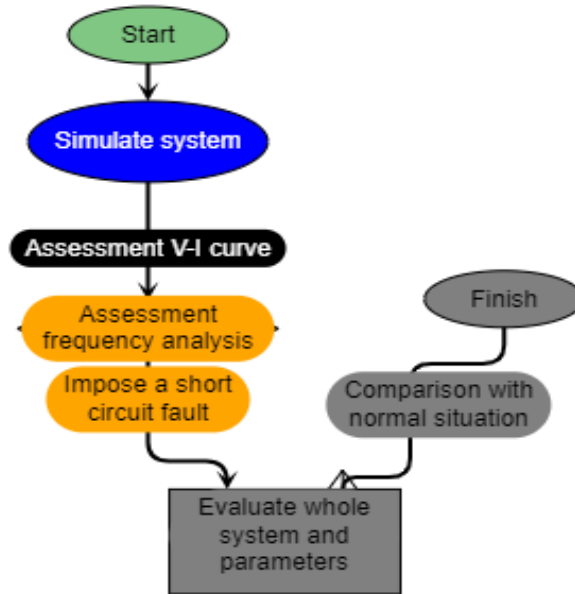 Start
Simulate system
Assessment V-I curve
Assessment
frequency analysis
Impose a short
circuit fault
Finish
Comparison with
normal situation
Evaluate whole
system and
parameters